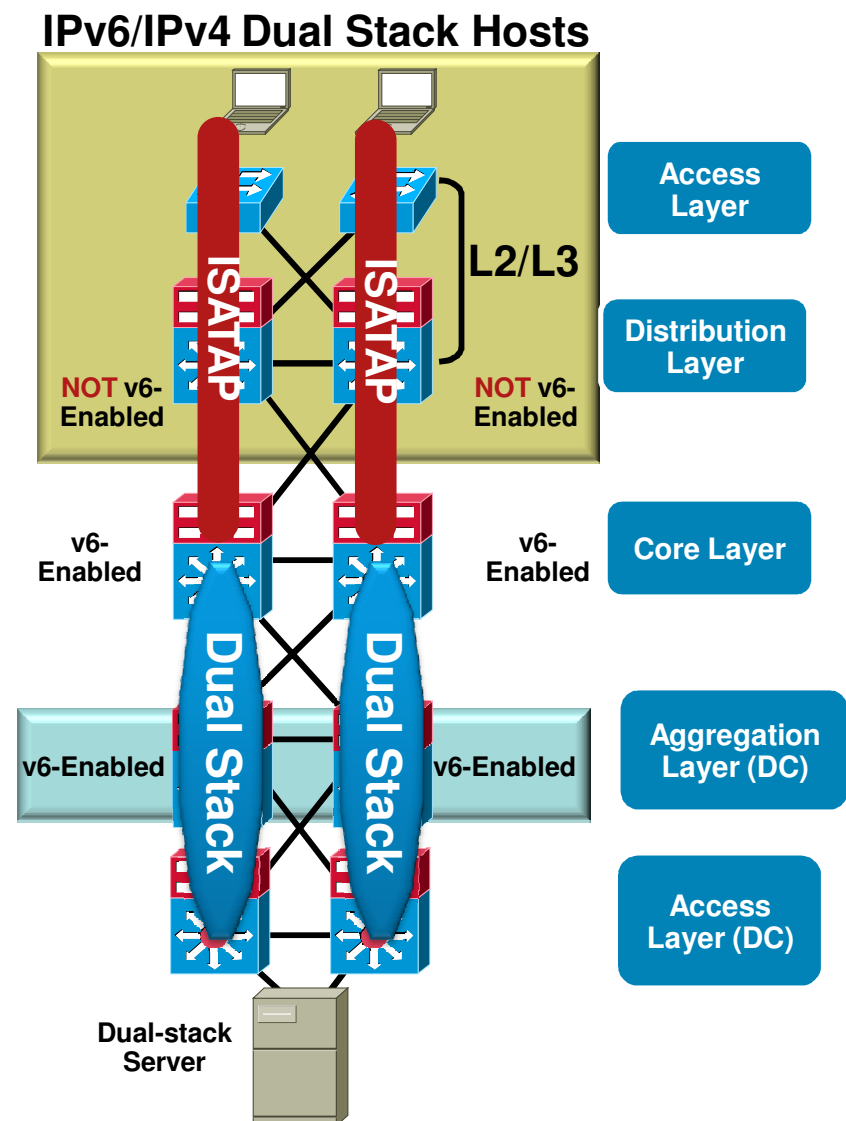 IPv6/IPv4 Dual Stack Hosts
Access
Layer
L2/L3
ISATAP
ISATAP
Distribution
Layer
NOT v6-
Enabled
NOT v6-
Enabled
v6-
Enabled
v6-
Enabled
Core Layer
Dual Stack
Dual Stack
v6-Enabled
v6-Enabled
Aggregation
Layer (DC)
Access
Layer (DC)
Dual-stack
Server